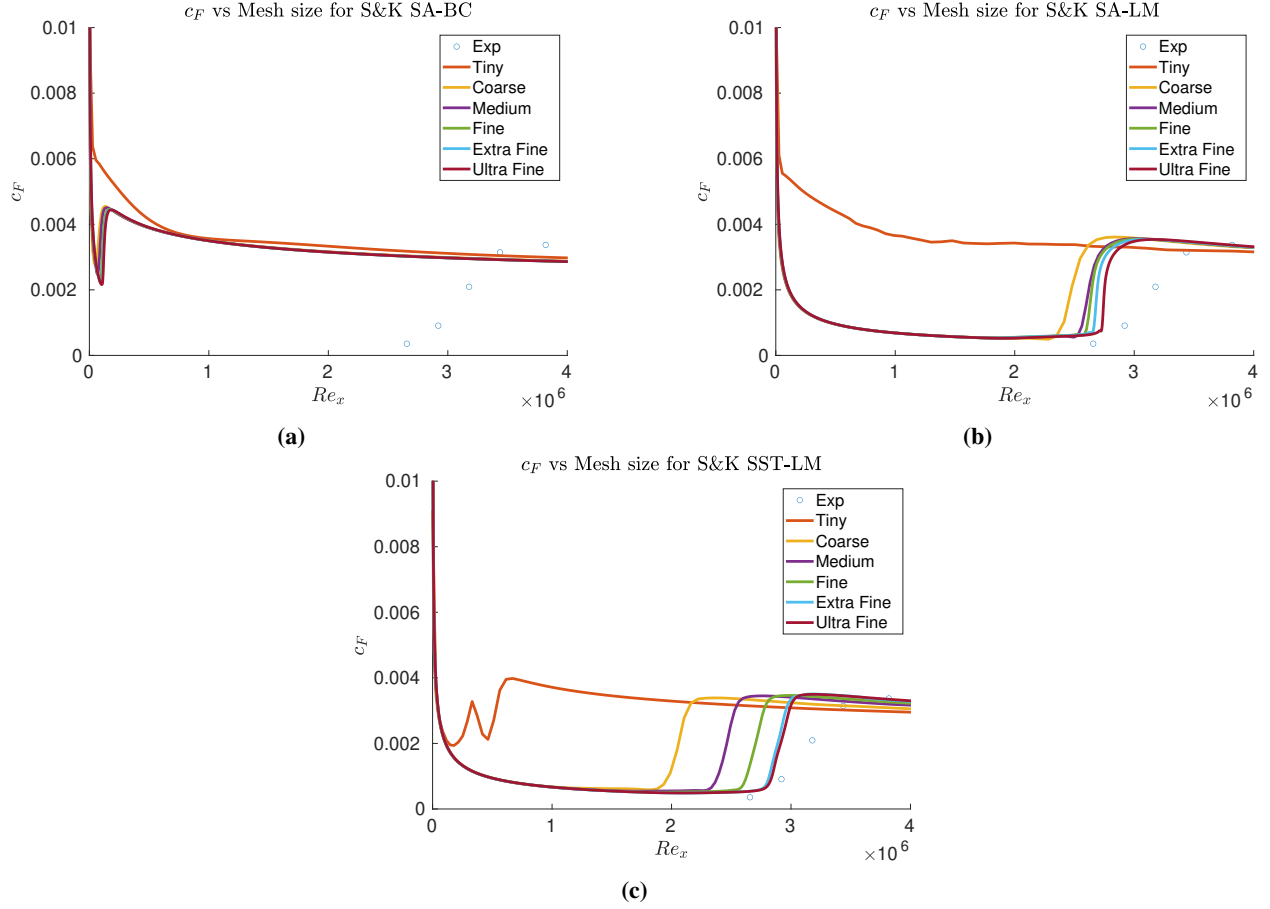 c_F vs Mesh size for S&K SA-BC
0.01
0.008
0.006
0.004
0.002
0
c_F
Exp
Tiny
Coarse
Medium
Fine
Extra Fine
Ultra Fine
0 1 2 3 4
Re_x
×10^6
(a)
c_F vs Mesh size for S&K SA-LM
0.01
0.008
0.006
0.004
0.002
0
c_F
Exp
Tiny
Coarse
Medium
Fine
Extra Fine
Ultra Fine
0 1 2 3 4
Re_x
×10^6
(b)
c_F vs Mesh size for S&K SST-LM
0.01
0.008
0.006
0.004
0.002
0
c_F
Exp
Tiny
Coarse
Medium
Fine
Extra Fine
Ultra Fine
0 1 2 3 4
Re_x
×10^6
(c)